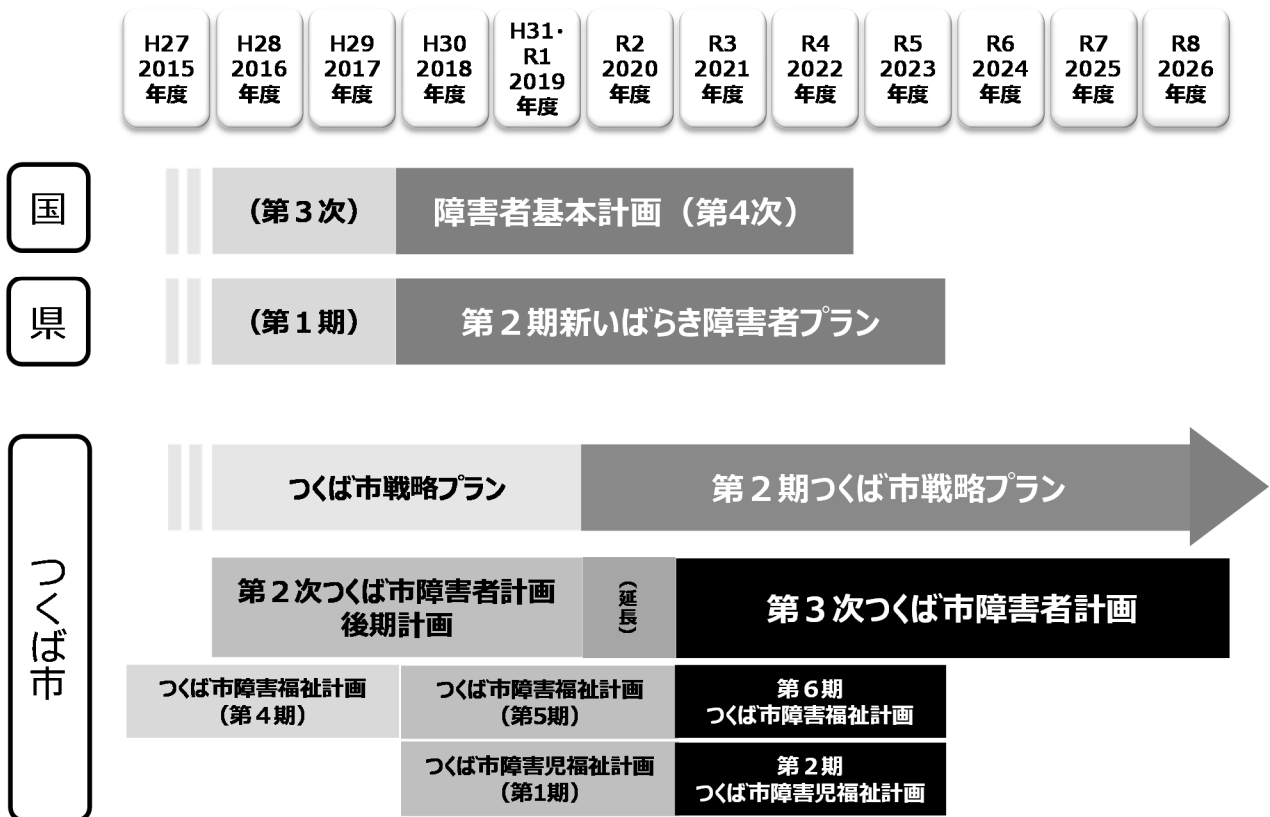 H27
2015
年度
H28
2016
年度
H29
2017
年度
H30
2018
年度
H31・
R1
2019
年度
R2
2020
年度
R3
2021
年度
R4
2022
年度
R5
2023
年度
R6
2024
年度
R7
2025
年度
R8
2026
年度
国
(第3次)
障害者基本計画（第4次）
県
(第1期)
第２期新いばらき障害者プラン
つくば市
つくば市戦略プラン
第２期つくば市戦略プラン
第２次つくば市障害者計画
後期計画
(延長)
第３次つくば市障害者計画
つくば市障害福祉計画
(第４期)
つくば市障害福祉計画
(第5期)
第６期
つくば市障害福祉計画
つくば市障害児福祉計画
(第1期)
第２期
つくば市障害児福祉計画